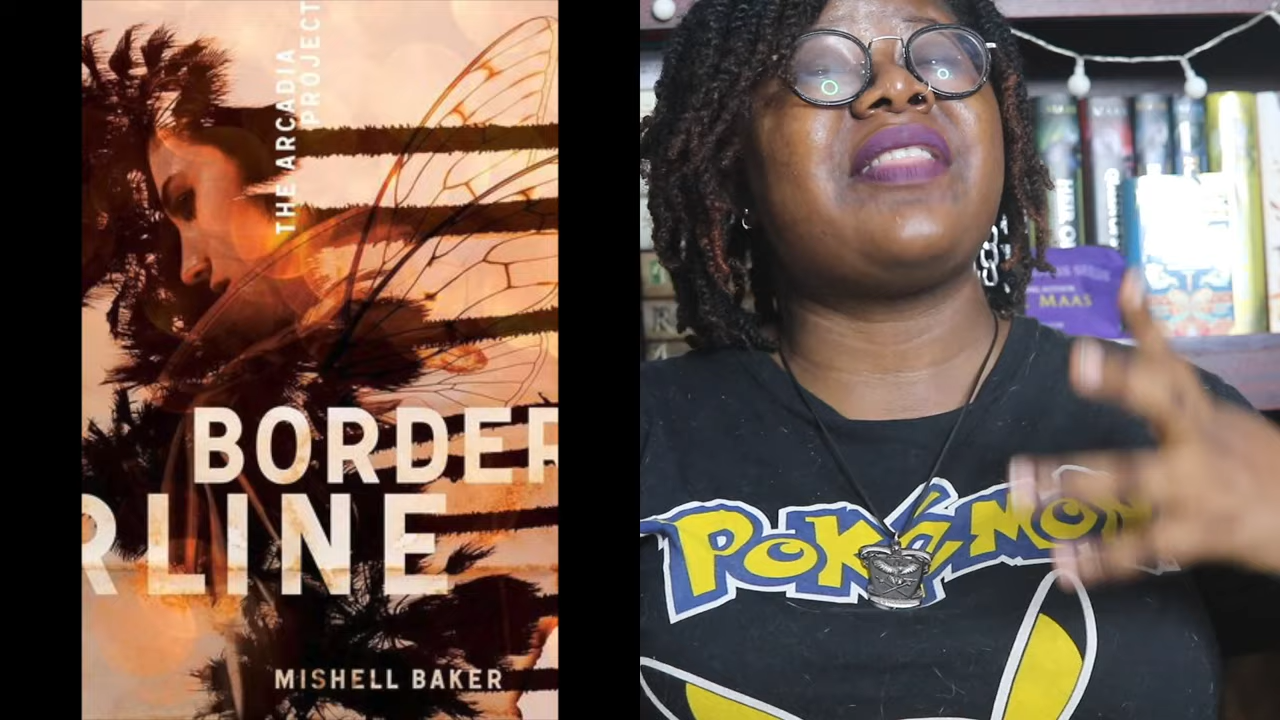 THE ARCADIA
PROJECT
BORDER
RLINE
MISHELL BAKER
MAAS
POKÉMON